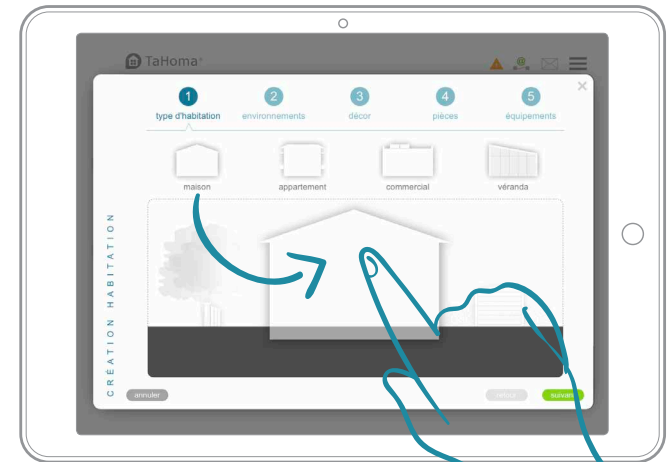 TaHoma®
1 2 3 4 5
type d'habitation environnements décor pièces équipements
maison appartement commercial véranda
CRÉATION HABITATION
annuler retour